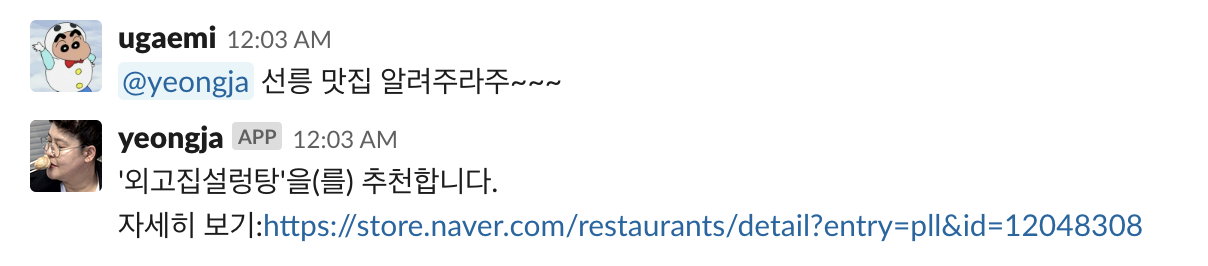 ugaemi 12:03 AM
@yeongja 선릉 맛집 알려주라주~~~
yeongja APP 12:03 AM
'외고집설렁탕'을(를) 추천합니다.
자세히 보기:https://store.naver.com/restaurants/detail?entry=pll&id=12048308